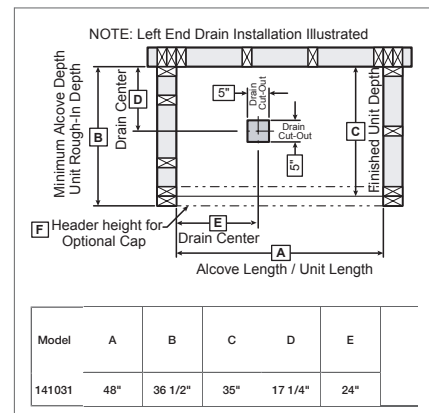 NOTE: Left End Drain Installation Illustrated
Minimum Alcove Depth
Unit Rough-In Depth
B
Drain Center
D
5"
Drain
Cut-Out
Drain
Cut-Out
5"
C
Finished Unit Depth
F Header height for
Optional Cap
E
Drain Center
A
Alcove Length / Unit Length
Model A B C D E
141031 48" 36 1/2" 35" 17 1/4" 24"